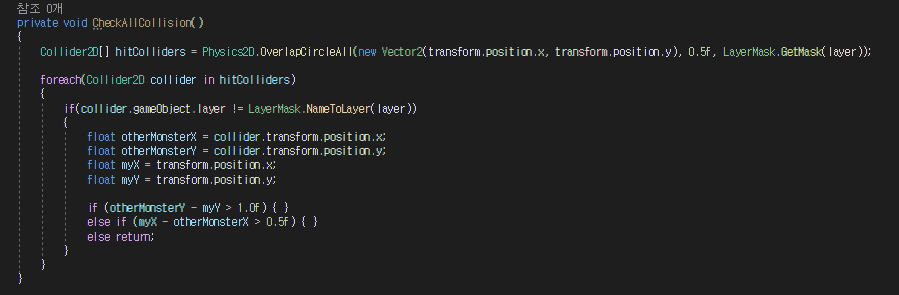 참조 0개
private void CheckAllCollision()
{
Collider2D[] hitColliders = Physics2D.OverlapCircleAll(new Vector2(transform.position.x, transform.position.y), 0.5f, LayerMask.GetMask(layer));
foreach(Collider2D collider in hitColliders)
{
if(collider.gameObject.layer != LayerMask.NameToLayer(layer))
{
float otherMonsterX = collider.transform.position.x;
float otherMonsterY = collider.transform.position.y;
float myX = transform.position.x;
float myY = transform.position.y;
if (otherMonsterY - myY > 1.0f) { }
else if (myX - otherMonsterX > 0.5f) { }
else return;
}
}
}